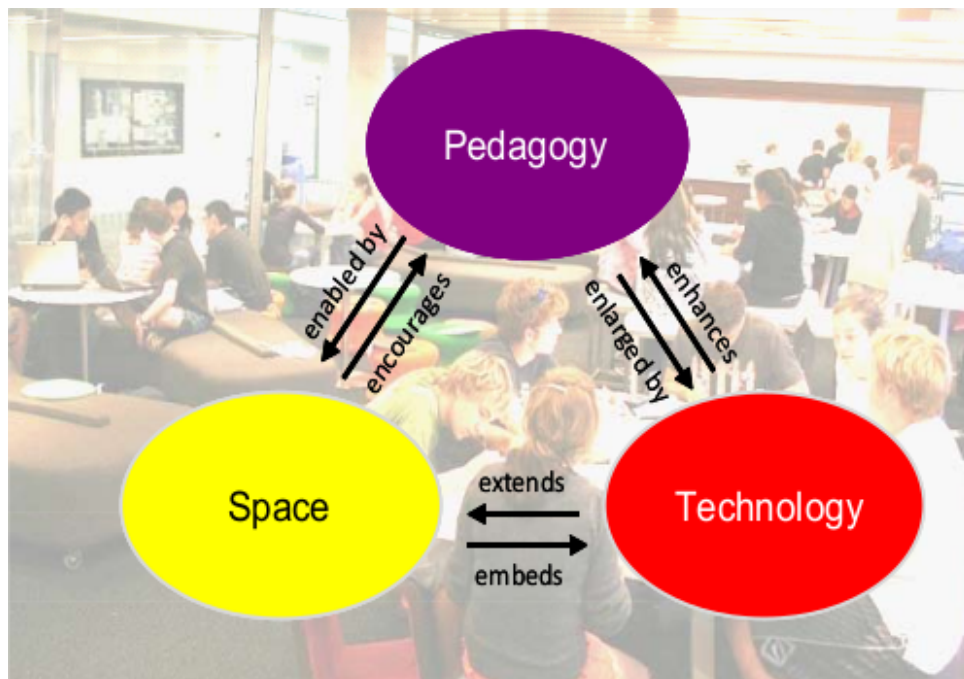 Pedagogy
enabled by
encourages
enlarged by
enhances
Space
extends
embeds
Technology